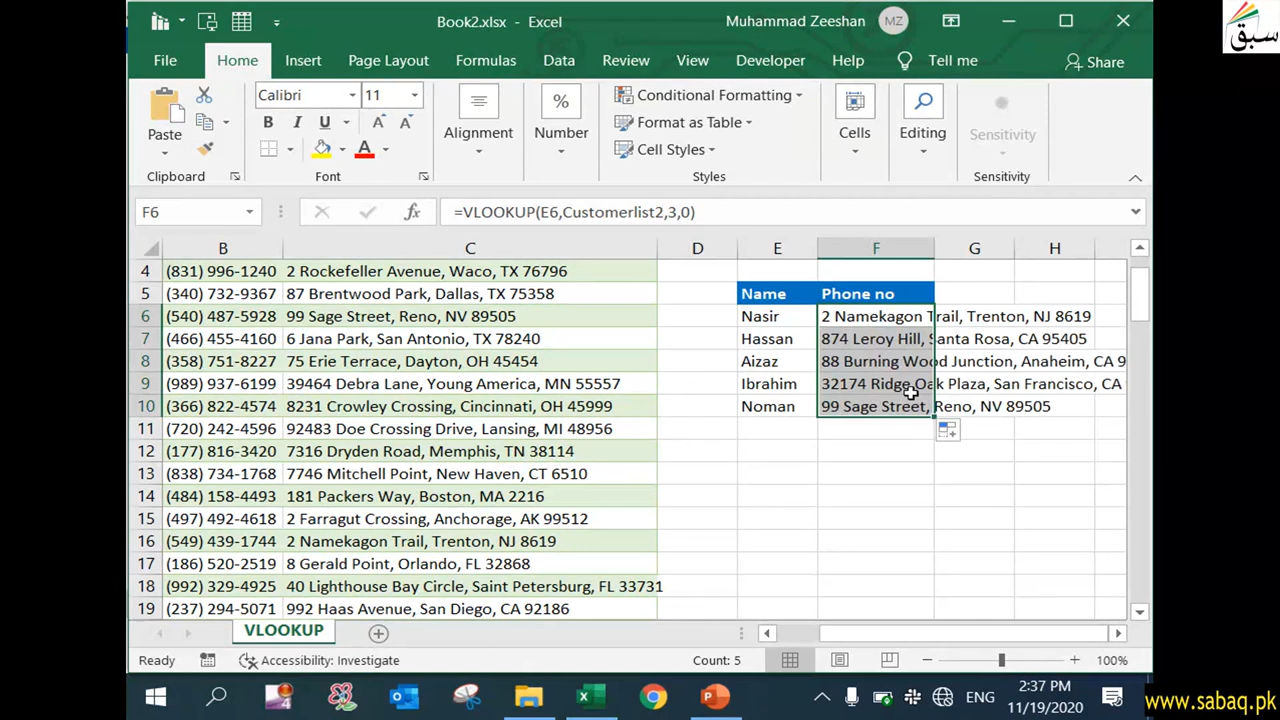 Book2.xlsx - Excel
Muhammad Zeeshan MZ
سبق
File Home Insert Page Layout Formulas Data Review View Developer Help Tell me Share
Calibri 11
Paste
B I U A A
A
Alignment
%
Number
Conditional Formatting
Format as Table
Cell Styles
Cells
Editing
Sensitivity
Clipboard Font Styles Sensitivity
F6 fx =VLOOKUP(E6,Customerlist2,3,0)
B C D E F G H
4 (831) 996-1240 2 Rockefeller Avenue, Waco, TX 76796
5 (340) 732-9367 87 Brentwood Park, Dallas, TX 75358 Name Phone no
6 (540) 487-5928 99 Sage Street, Reno, NV 89505 Nasir 2 Namekagon Trail, Trenton, NJ 8619
7 (466) 455-4160 6 Jana Park, San Antonio, TX 78240 Hassan 874 Leroy Hill, Santa Rosa, CA 95405
8 (358) 751-8227 75 Erie Terrace, Dayton, OH 45454 Aizaz 88 Burning Wood Junction, Anaheim, CA 9
9 (989) 937-6199 39464 Debra Lane, Young America, MN 55557 Ibrahim 32174 Ridge Oak Plaza, San Francisco, CA
10 (366) 822-4574 8231 Crowley Crossing, Cincinnati, OH 45999 Noman 99 Sage Street, Reno, NV 89505
11 (720) 242-4596 92483 Doe Crossing Drive, Lansing, MI 48956
12 (177) 816-3420 7316 Dryden Road, Memphis, TN 38114
13 (838) 734-1768 7746 Mitchell Point, New Haven, CT 6510
14 (484) 158-4493 181 Packers Way, Boston, MA 2216
15 (497) 492-4618 2 Farragut Crossing, Anchorage, AK 99512
16 (549) 439-1744 2 Namekagon Trail, Trenton, NJ 8619
17 (186) 520-2519 8 Gerald Point, Orlando, FL 32868
18 (992) 329-4925 40 Lighthouse Bay Circle, Saint Petersburg, FL 33731
19 (237) 294-5071 992 Haas Avenue, San Diego, CA 92186
VLOOKUP
Ready Accessibility: Investigate Count: 5 100%
ENG
2:37 PM
11/19/2020
www.sabaq.pk